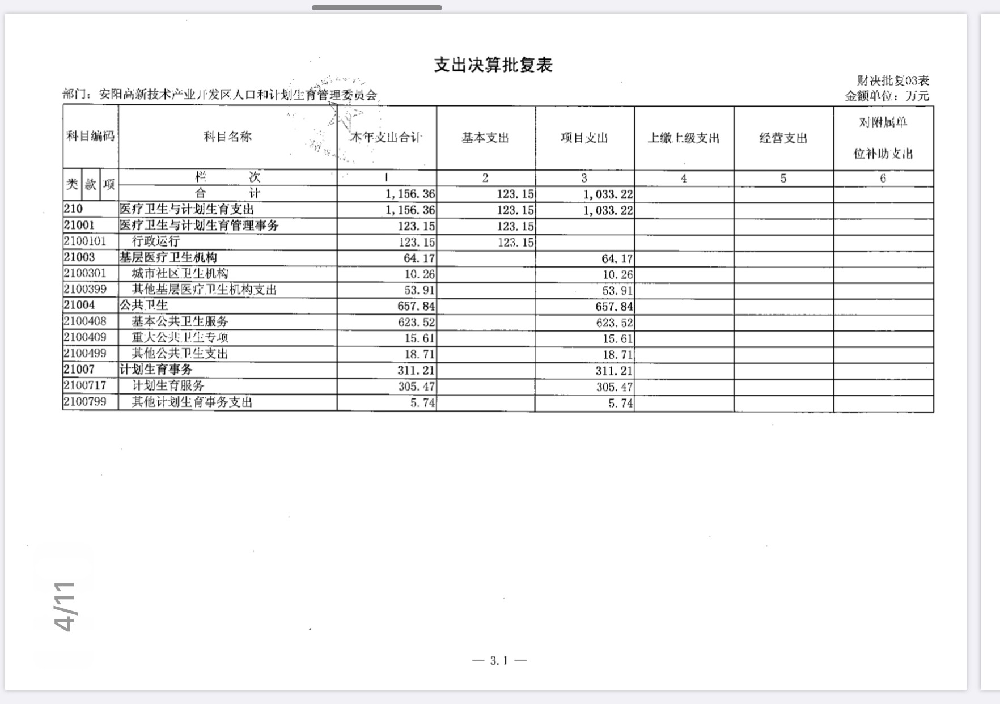 支出决算批复表
财决批复03表
部门：安阳高新技术产业开发区人口和计划生育管理委员会
金额单位：万元
科目编码 科目名称 本年支出合计 基本支出 项目支出 上缴上级支出 经营支出 对附属单
位补助支出
类 款 项 栏 次 1 2 3 4 5 6
合 计 1,156.36 123.15 1,033.22
210 医疗卫生与计划生育支出 1,156.36 123.15 1,033.22
21001 医疗卫生与计划生育管理事务 123.15 123.15
2100101 行政运行 123.15 123.15
21003 基层医疗卫生机构 64.17 64.17
2100301 城市社区卫生机构 10.26 10.26
2100399 其他基层医疗卫生机构支出 53.91 53.91
21004 公共卫生 657.84 657.84
2100408 基本公共卫生服务 623.52 623.52
2100409 重大公共卫生专项 15.61 15.61
2100499 其他公共卫生支出 18.71 18.71
21007 计划生育事务 311.21 311.21
2100717 计划生育服务 305.47 305.47
2100799 其他计划生育事务支出 5.74 5.74
4/11
— 3.1 —